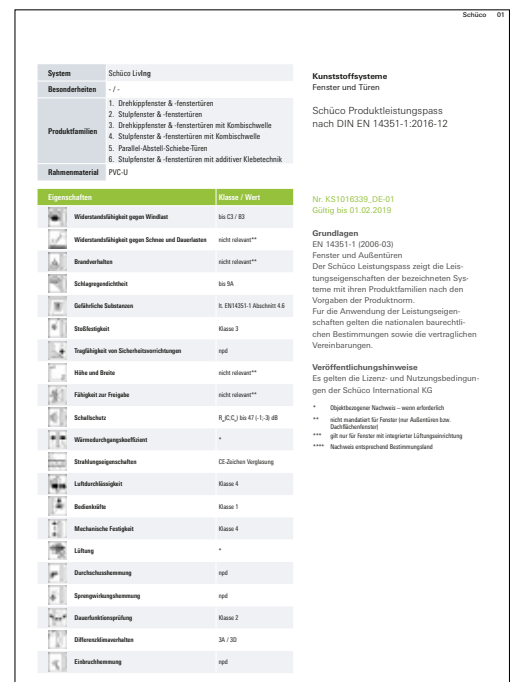 Schüco 01
System Schüco LivIng
Besonderheiten - / -
Produktfamilien
1. Drehkippfenster & -fenstertüren
2. Stulpfenster & -fenstertüren
3. Drehkippfenster & -fenstertüren mit Kombischwelle
4. Stulpfenster & -fenstertüren mit Kombischwelle
5. Parallel-Abstell-Schiebe-Türen
6. Stulpfenster & -fenstertüren mit additiver Klebetechnik
Rahmenmaterial PVC-U
Eigenschaften Klasse / Wert
Widerstandsfähigkeit gegen Windlast bis C3 / B3
Widerstandsfähigkeit gegen Schnee und Dauerlasten nicht relevant**
Brandverhalten nicht relevant**
Schlagregendichtheit bis 9A
Gefährliche Substanzen lt. EN14351-1 Abschnitt 4.6
Stoßfestigkeit Klasse 3
Tragfähigkeit von Sicherheitsvorrichtungen npd
Höhe und Breite nicht relevant**
Fähigkeit zur Freigabe nicht relevant**
Schallschutz Rw(C;Ctr) bis 47 (-1;-3) dB
Wärmedurchgangskoeffizient *
Strahlungseigenschaften CE-Zeichen Verglasung
Luftdurchlässigkeit Klasse 4
Bedienkräfte Klasse 1
Mechanische Festigkeit Klasse 4
Lüftung *
Durchschusshemmung npd
Sprengwirkungshemmung npd
Dauerfunktionsprüfung Klasse 2
Differenzklimaverhalten 3A / 3D
Einbruchhemmung npd
Kunststoffsysteme
Fenster und Türen
Schüco Produktleistungspass
nach DIN EN 14351-1:2016-12
Nr. KS1016339_DE-01
Gültig bis 01.02.2019
Grundlagen
EN 14351-1 (2006-03)
Fenster und Außentüren
Der Schüco Leistungspass zeigt die Leis-
tungseigenschaften der bezeichneten Sys-
teme mit ihren Produktfamilien nach den
Vorgaben der Produktnorm.
Für die Anwendung der Leistungseigen-
schaften gelten die nationalen baurechtli-
chen Bestimmungen sowie die vertraglichen
Vereinbarungen.
Veröffentlichungshinweise
Es gelten die Lizenz- und Nutzungsbedingun-
gen der Schüco International KG
* Objektbezogener Nachweis – wenn erforderlich
** nicht mandatiert für Fenster (nur Außentüren bzw.
Dachflächenfenster)
*** gilt nur für Fenster mit integrierter Lüftungseinrichtung
**** Nachweis entsprechend Bestimmungsland